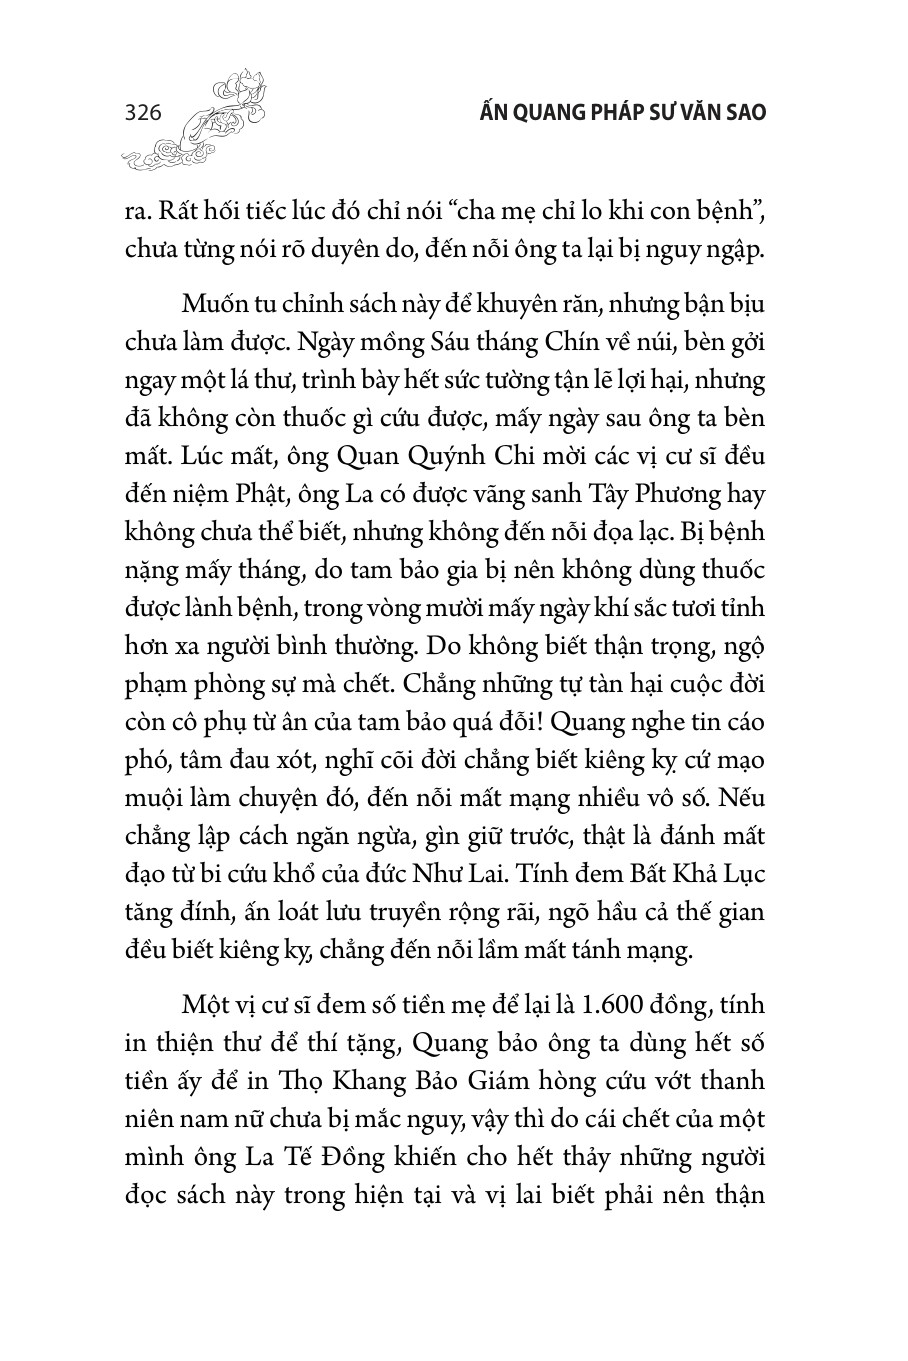 326
ẤN QUANG PHÁP SƯ VĂN SAO
ra. Rất hối tiếc lúc đó chỉ nói “cha mẹ chỉ lo khi con bệnh”,
chưa từng nói rõ duyên do, đến nỗi ông ta lại bị nguy ngập.
Muốn tu chỉnh sách này để khuyên răn, nhưng bận bịu
chưa làm được. Ngày mồng Sáu tháng Chín về núi, bèn gởi
ngay một lá thư, trình bày hết sức tường tận lẽ lợi hại, nhưng
đã không còn thuốc gì cứu được, mấy ngày sau ông ta bèn
mất. Lúc mất, ông Quan Quýnh Chi mời các vị cư sĩ đều
đến niệm Phật, ông La có được vãng sanh Tây Phương hay
không chưa thể biết, nhưng không đến nỗi đọa lạc. Bị bệnh
nặng mấy tháng, do tam bảo gia bị nên không dùng thuốc
được lành bệnh, trong vòng mười mấy ngày khí sắc tươi tỉnh
hơn xa người bình thường. Do không biết thận trọng, ngộ
phạm phòng sự mà chết. Chẳng những tự tàn hại cuộc đời
còn cô phụ từ ân của tam bảo quá đỗi! Quang nghe tin cáo
phó, tâm đau xót, nghĩ cõi đời chẳng biết kiêng kỵ cứ mạo
muội làm chuyện đó, đến nỗi mất mạng nhiều vô số. Nếu
chẳng lập cách ngăn ngừa, gìn giữ trước, thật là đánh mất
đạo từ bi cứu khổ của đức Như Lai. Tính đem Bất Khả Lục
tăng đính, ấn loát lưu truyền rộng rãi, ngõ hầu cả thế gian
đều biết kiêng kỵ, chẳng đến nỗi lầm mất tánh mạng.
Một vị cư sĩ đem số tiền mẹ để lại là 1.600 đồng, tính
in thiện thư để thí tặng, Quang bảo ông ta dùng hết số
tiền ấy để in Thọ Khang Bảo Giám hòng cứu vớt thanh
niên nam nữ chưa bị mắc nguy, vậy thì do cái chết của một
mình ông La Tế Đồng khiến cho hết thảy những người
đọc sách này trong hiện tại và vị lai biết phải nên thận